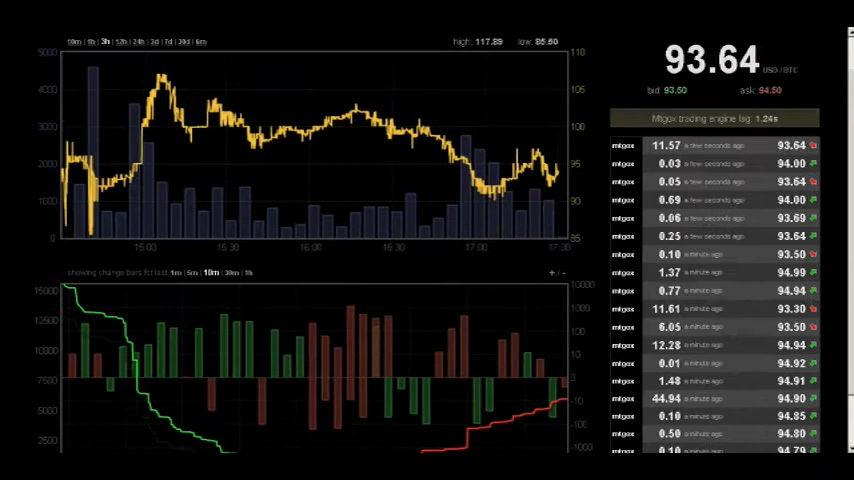 10m | 1h | 3h | 12h | 24h | 3d | 7d | 30d | 6m
high: 117.89 low: 85.50
5000
4000
3000
2000
1000
0
110
105
100
95
90
85
15:00 15:30 16:00 16:30 17:00 17:30
showing change bars for last: 1m | 5m | 10m | 30m | 1h
+ / -
15000
12500
10000
7500
5000
2500
10000
1000
100
10
0
-10
-100
-1000
93.64 USD / BTC
bid: 93.50 ask: 94.50
Mtgox trading engine lag: 1.24s
mtgox 11.57 a few seconds ago 93.64
mtgox 0.03 a few seconds ago 94.00
mtgox 0.05 a few seconds ago 93.64
mtgox 0.69 a few seconds ago 94.00
mtgox 0.06 a few seconds ago 93.69
mtgox 0.25 a few seconds ago 93.64
mtgox 0.10 a minute ago 93.50
mtgox 1.37 a minute ago 94.99
mtgox 0.77 a minute ago 94.94
mtgox 11.61 a minute ago 93.30
mtgox 6.05 a minute ago 93.50
mtgox 12.28 a minute ago 94.94
mtgox 0.01 a minute ago 94.92
mtgox 1.48 a minute ago 94.91
mtgox 44.94 a minute ago 94.90
mtgox 0.10 a minute ago 94.85
mtgox 0.50 a minute ago 94.80
mtgox 0.10 a minute ago 94.79